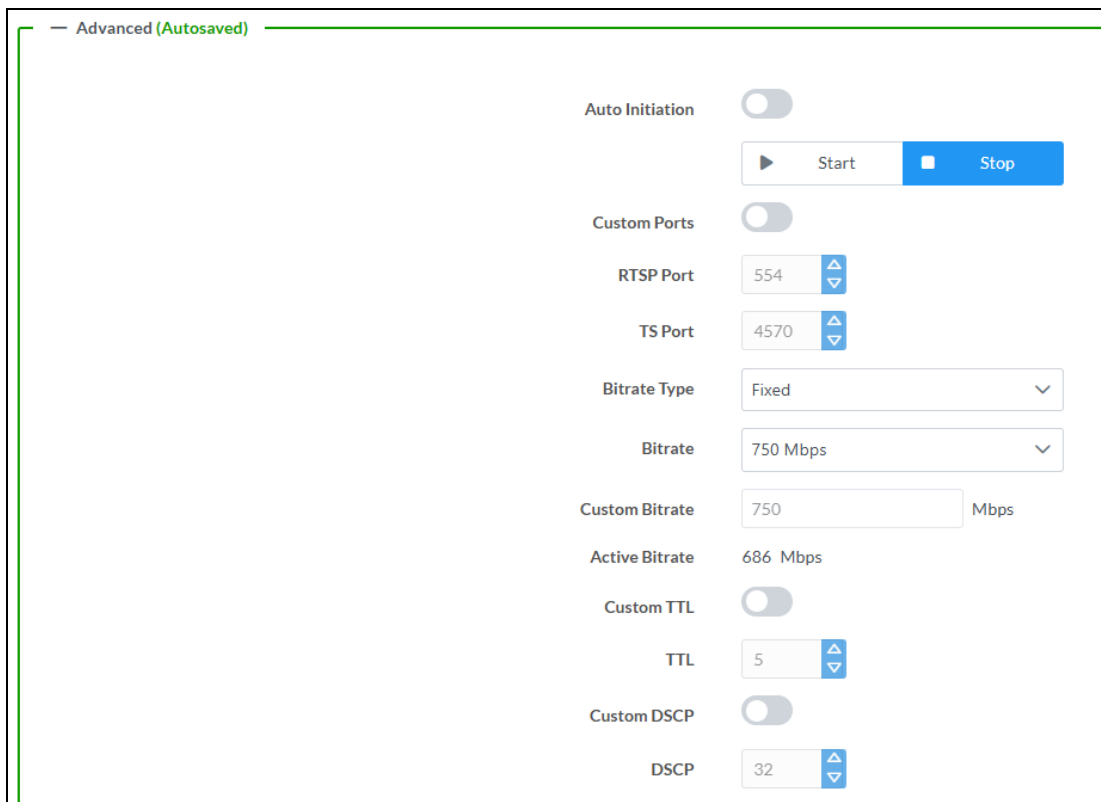 Advanced (Autosaved)
Auto Initiation
Start Stop
Custom Ports
RTSP Port 554
TS Port 4570
Bitrate Type Fixed
Bitrate 750 Mbps
Custom Bitrate 750 Mbps
Active Bitrate 686 Mbps
Custom TTL
TTL 5
Custom DSCP
DSCP 32